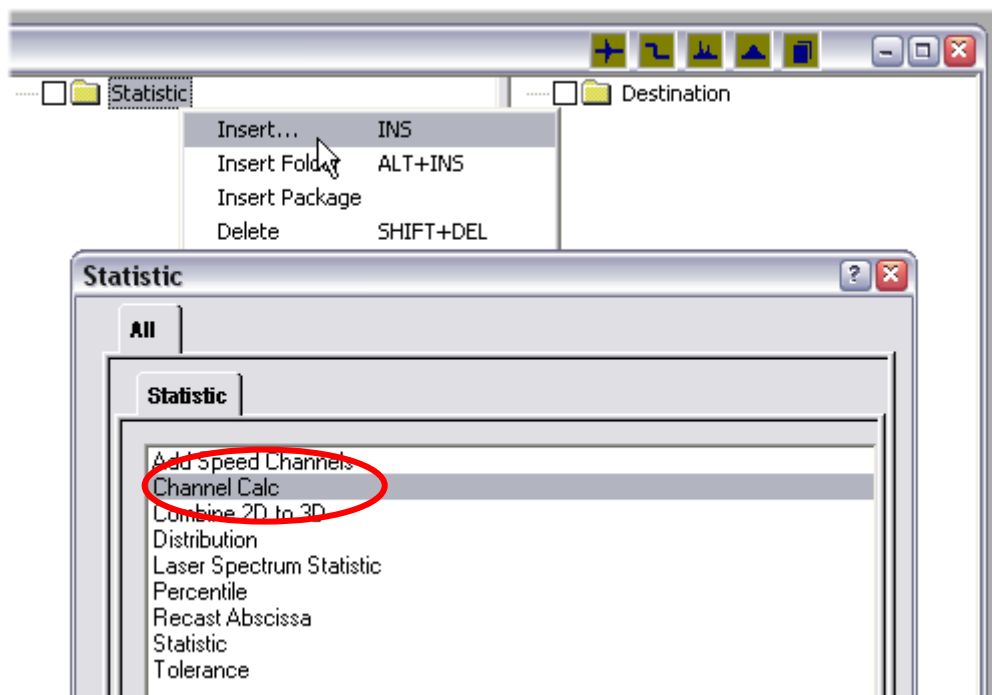 Statistic
Destination
Insert... INS
Insert Folder ALT+INS
Insert Package
Delete SHIFT+DEL
Statistic
All
Statistic
Add Speed Channels
Channel Calc
Combine 2D to 3D
Distribution
Laser Spectrum Statistic
Percentile
Recast Abscissa
Statistic
Tolerance